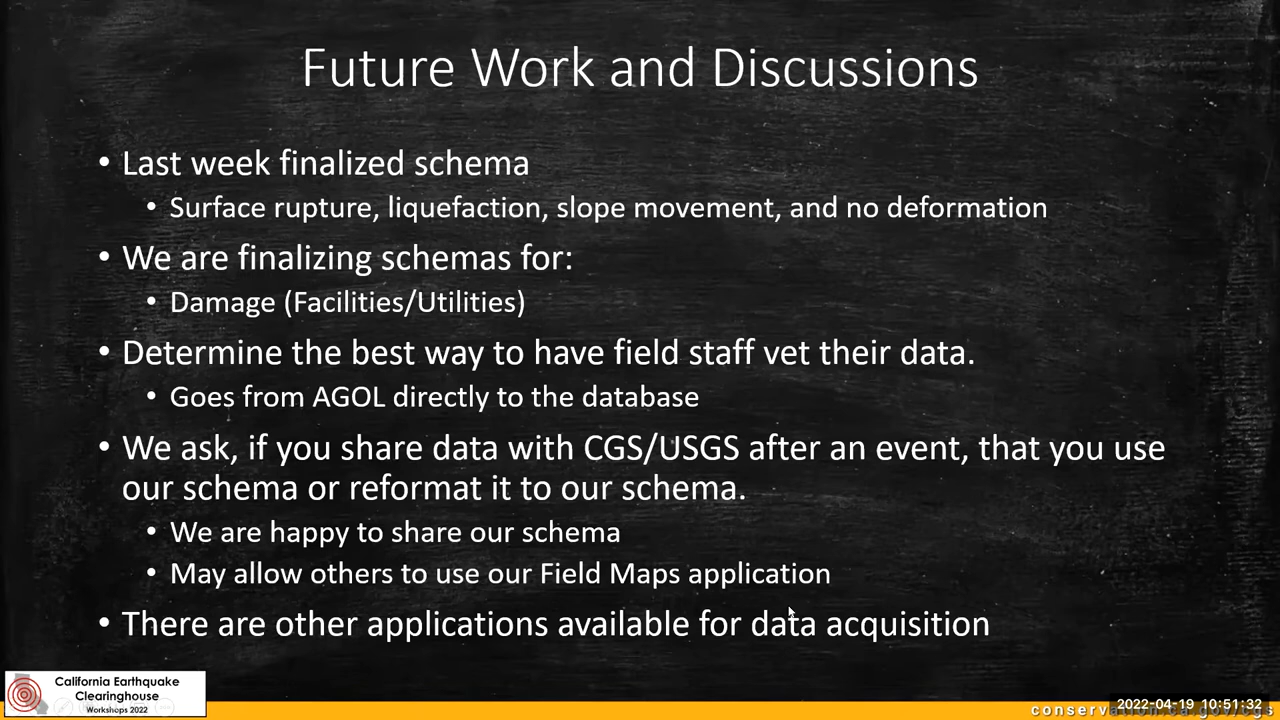 Future Work and Discussions
• Last week finalized schema
• Surface rupture, liquefaction, slope movement, and no deformation
• We are finalizing schemas for:
• Damage (Facilities/Utilities)
• Determine the best way to have field staff vet their data.
• Goes from AGOL directly to the database
• We ask, if you share data with CGS/USGS after an event, that you use
our schema or reformat it to our schema.
• We are happy to share our schema
• May allow others to use our Field Maps application
• There are other applications available for data acquisition
California Earthquake
Clearinghouse
Workshops 2022
2022-04-19 10:51:32
conservation.ca.gov/cgs